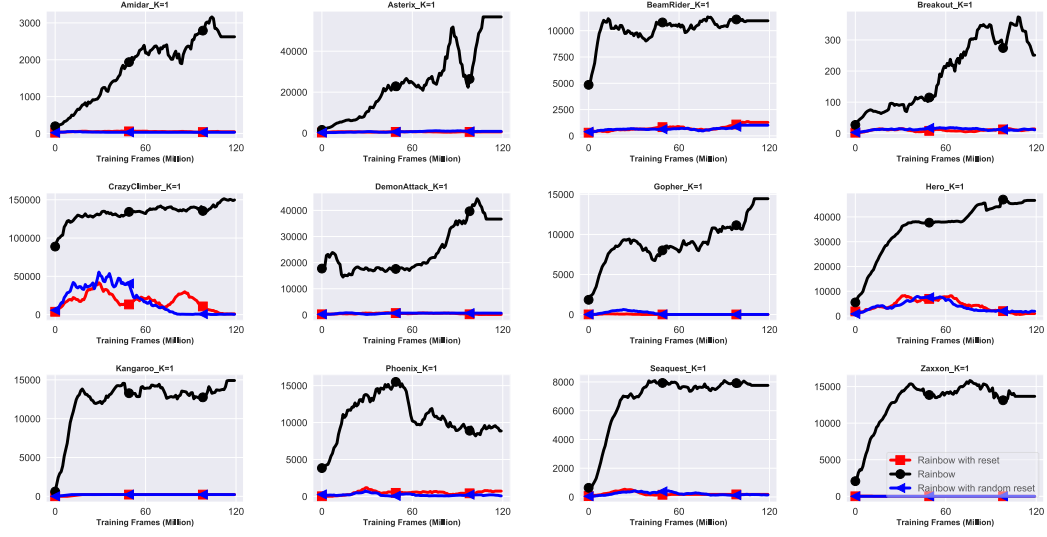 Amidar_K=1
3000
2000
1000
0
0 60 120
Training Frames (Million)
Asterix_K=1
40000
20000
0
0 60 120
Training Frames (Million)
BeamRider_K=1
10000
7500
5000
2500
0
0 60 120
Training Frames (Million)
Breakout_K=1
300
200
100
0
0 60 120
Training Frames (Million)
CrazyClimber_K=1
150000
100000
50000
0
0 60 120
Training Frames (Million)
DemonAttack_K=1
40000
30000
20000
10000
0
0 60 120
Training Frames (Million)
Gopher_K=1
15000
10000
5000
0
0 60 120
Training Frames (Million)
Hero_K=1
40000
30000
20000
10000
0
0 60 120
Training Frames (Million)
Kangaroo_K=1
15000
10000
5000
0
0 60 120
Training Frames (Million)
Phoenix_K=1
15000
10000
5000
0
0 60 120
Training Frames (Million)
Seaquest_K=1
8000
6000
4000
2000
0
0 60 120
Training Frames (Million)
Zaxxon_K=1
15000
10000
5000
0
Rainbow with reset
Rainbow
Rainbow with random reset
0 60 120
Training Frames (Million)